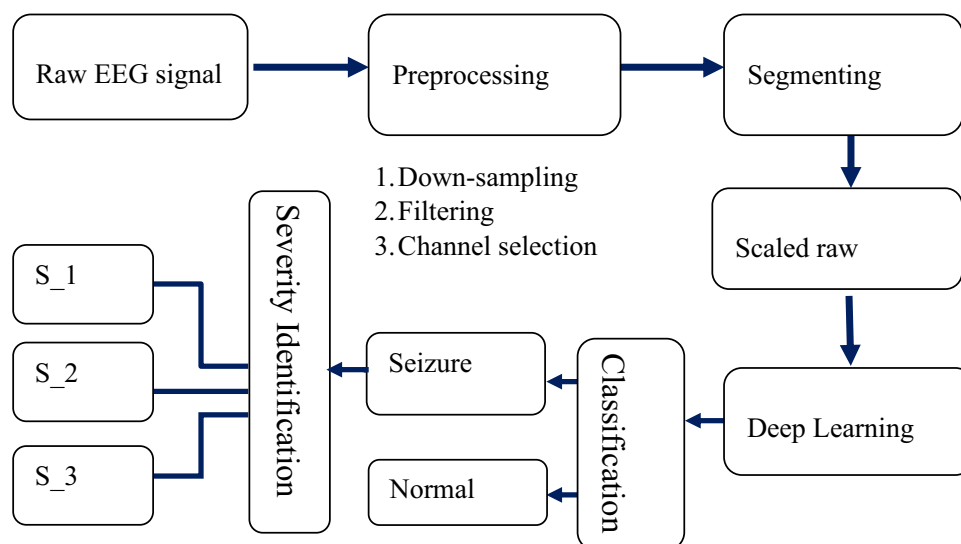 Raw EEG signal
Preprocessing
Segmenting
1. Down-sampling
2. Filtering
3. Channel selection
Scaled raw
Deep Learning
Classification
Seizure
Normal
Severity Identification
S_1
S_2
S_3